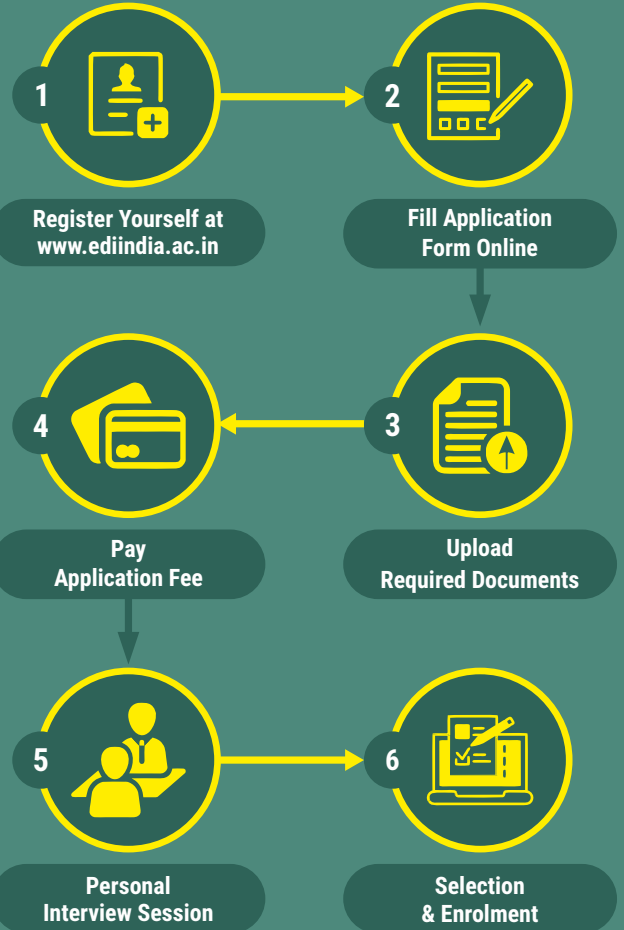 1
Register Yourself at
www.ediindia.ac.in
2
Fill Application
Form Online
3
Upload
Required Documents
4
Pay
Application Fee
5
Personal
Interview Session
6
Selection
& Enrolment